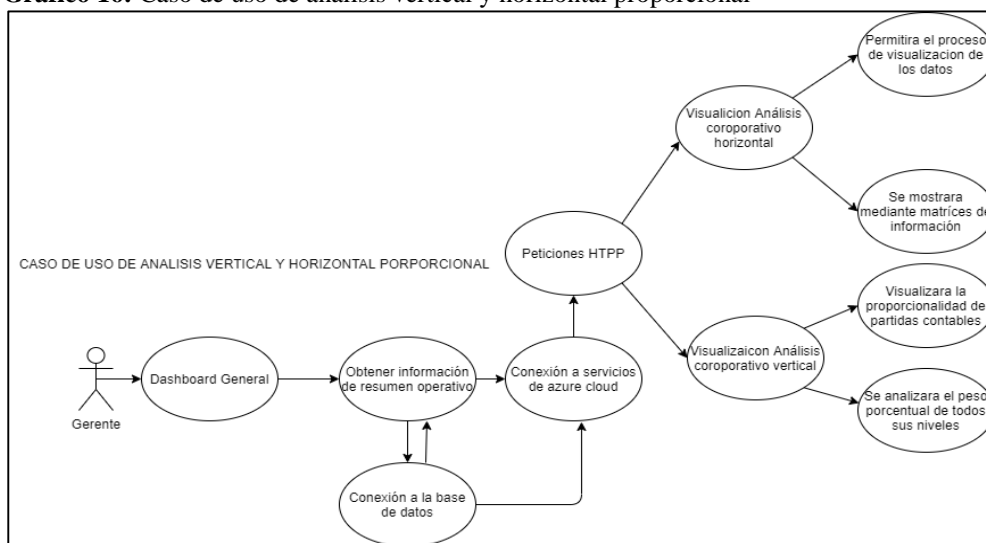 Gráfico 16: Caso de uso de análisis vertical y horizontal proporcional
Permitira el proceso
de visualizacion de
los datos
Visualicion Análisis
coroporativo
horizontal
Se mostrara
mediante matríces de
información
Peticiones HTPP
CASO DE USO DE ANALISIS VERTICAL Y HORIZONTAL PORPORCIONAL
Visualizara la
proporcionalidad de
partidas contables
Visualizaicon Análisis
coroporativo vertical
Se analizara el peso
porcentual de todos
sus niveles
Gerente
Dashboard General
Obtener información
de resumen operativo
Conexión a servicios
de azure cloud
Conexión a la base
de datos